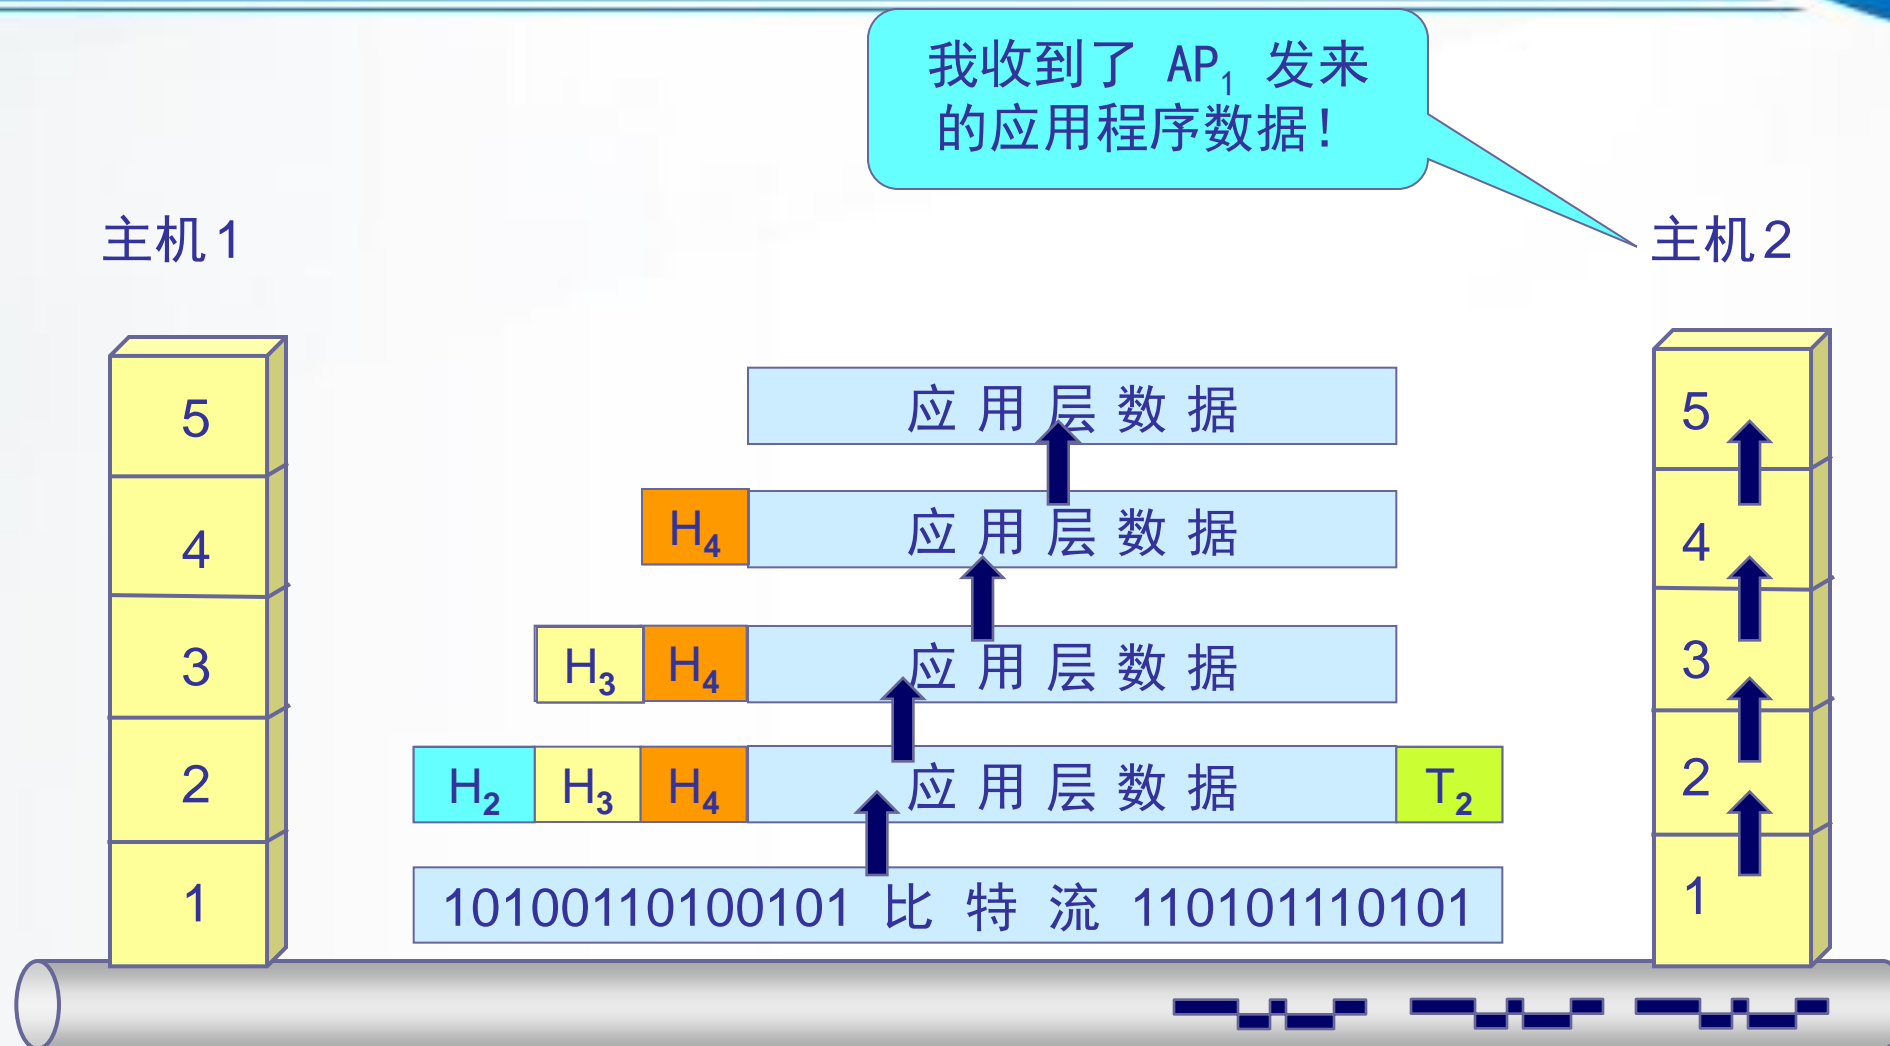 我收到了 AP₁ 发来
的应用程序数据！
主机1
主机2
5
应用层数据
5
4
H₄ 应用层数据
4
3
H₃ H₄ 应用层数据
3
2
H₂ H₃ H₄ 应用层数据 T₂
2
1
10100110100101 比特流 110101110101
1